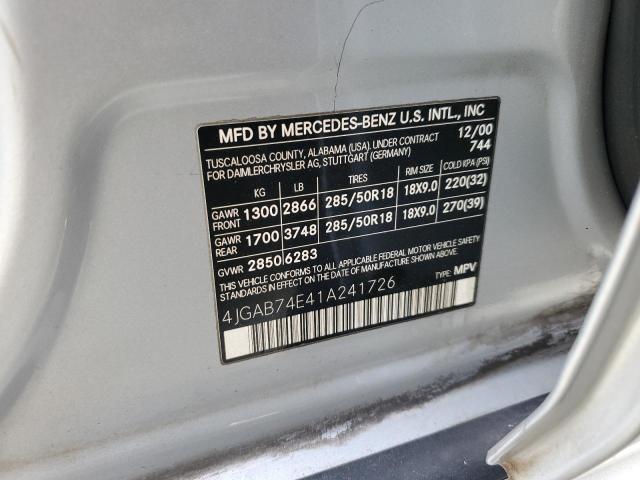 MFD BY MERCEDES-BENZ U.S. INTL., INC
TUSCALOOSA COUNTY, ALABAMA (USA). UNDER CONTRACT 12/00
FOR DAIMLERCHRYSLER AG, STUTTGART (GERMANY) 744
KG LB TIRES RIM SIZE COLD KPA (PSI)
GAWR FRONT 1300 2866 285/50R18 18X9.0 220(32)
GAWR REAR 1700 3748 285/50R18 18X9.0 270(39)
GVWR 2850 6283
THIS VEHICLE CONFORMS TO ALL APPLICABLE FEDERAL MOTOR VEHICLE SAFETY
STANDARDS IN EFFECT ON THE DATE OF MANUFACTURE SHOWN ABOVE.
4JGAB74E41A241726 TYPE: MPV